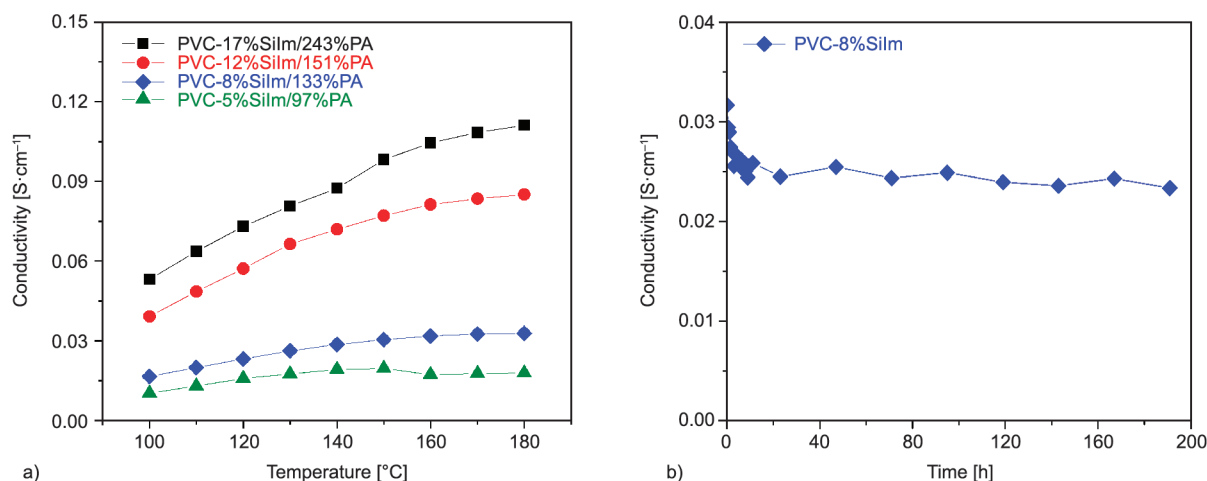 0.15
0.12
0.09
0.06
0.03
0.00
Conductivity [S·cm⁻¹]
PVC-17%SiIm/243%PA
PVC-12%SiIm/151%PA
PVC-8%SiIm/133%PA
PVC-5%SiIm/97%PA
100 120 140 160 180
a) Temperature [°C]
0.04
0.03
0.02
0.01
0.00
Conductivity [S·cm⁻¹]
PVC-8%SiIm
0 40 80 120 160 200
b) Time [h]